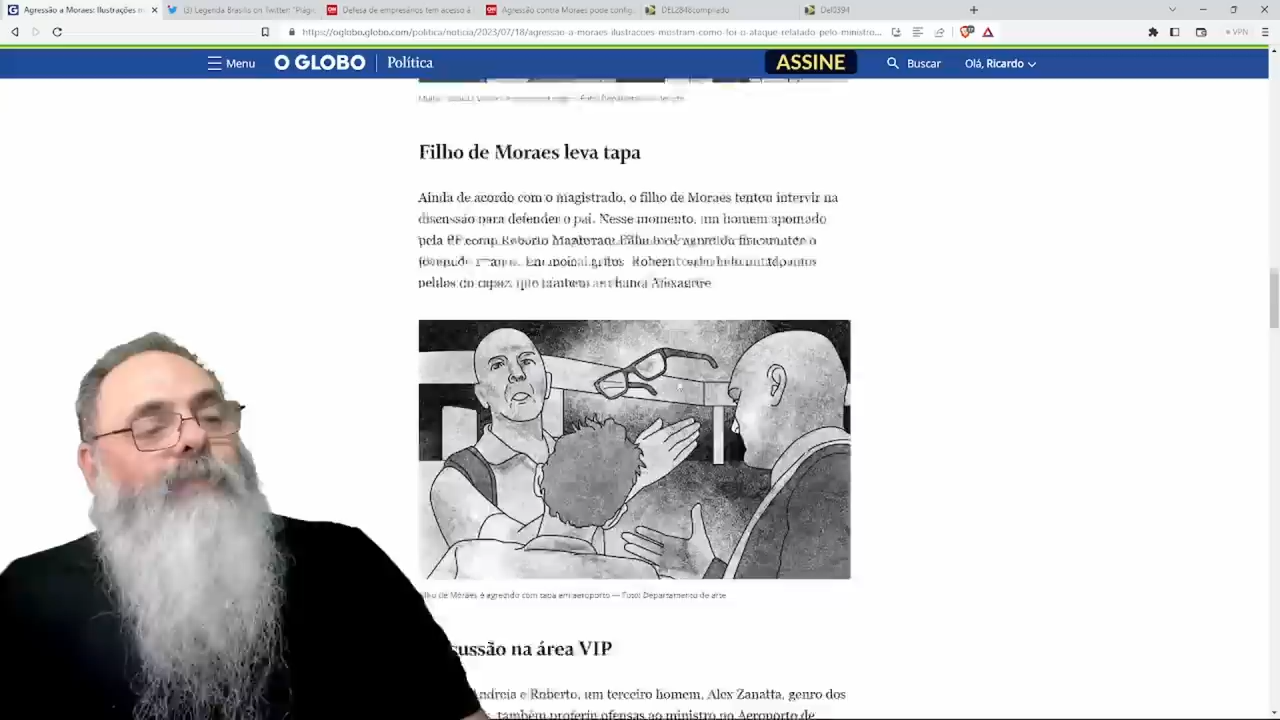 Agressão a Moraes: Ilustrações m
(3) Legenda Brasilis on Twitter: "Plági
Defesa de empresários tem acesso à
Agressão contra Moraes pode config
DEL2848compilado
Del0394
https://oglobo.globo.com/politica/noticia/2023/07/18/agressao-a-moraes-ilustracoes-mostram-como-foi-o-ataque-relatado-pelo-ministro...
VPN
Menu
O GLOBO
Política
ASSINE
Buscar
Olá, Ricardo
Filho de Moraes leva tapa
Ainda de acordo com o magistrado, o filho de Moraes tentou intervir na
discussão para defender o pai. Nesse momento, um homem apontado
pela PF como Roberto Mantovani Filho
de Moraes é agredido com tapa em aeroporto — Foto: Departamento de arte
ussão na área VIP
Andreia e Roberto, um terceiro homem, Alex Zanatta, genro dos
também proferiu ofensas ao ministro no Aeroporto de